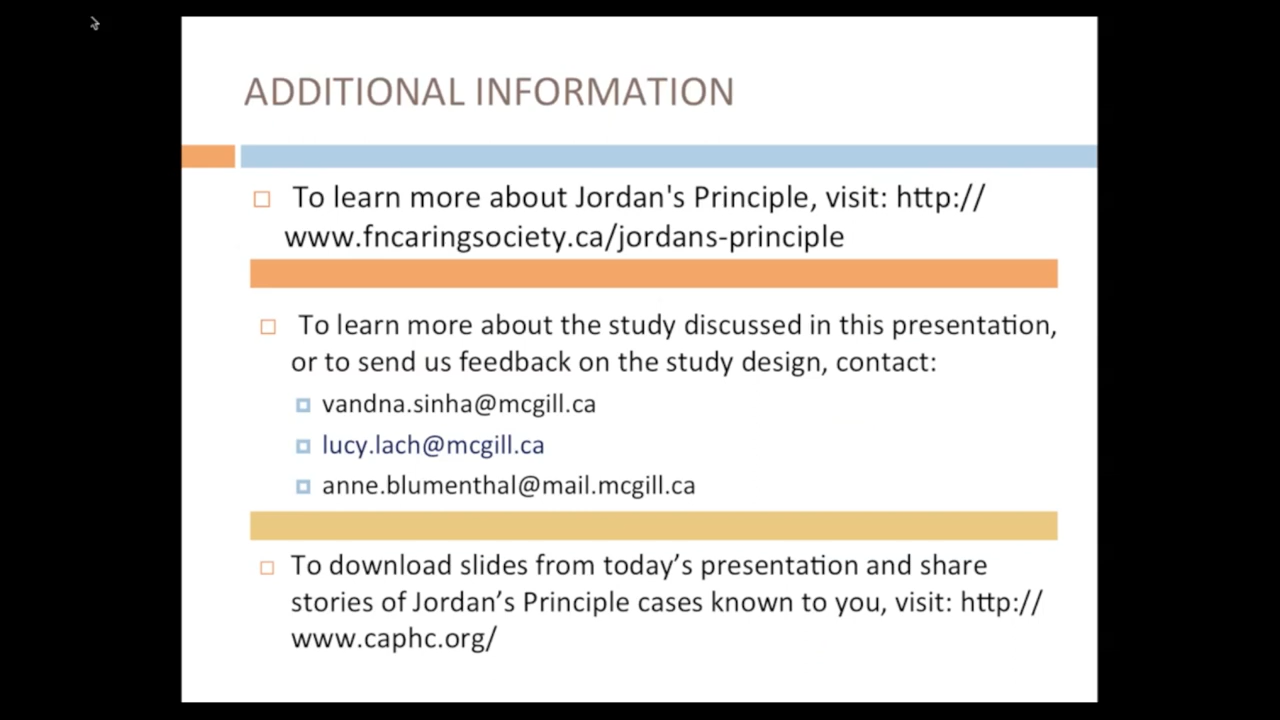 ADDITIONAL INFORMATION
To learn more about Jordan's Principle, visit: http://
www.fncaringsociety.ca/jordans-principle
To learn more about the study discussed in this presentation,
or to send us feedback on the study design, contact:
vandna.sinha@mcgill.ca
lucy.lach@mcgill.ca
anne.blumenthal@mail.mcgill.ca
To download slides from today’s presentation and share
stories of Jordan’s Principle cases known to you, visit: http://
www.caphc.org/